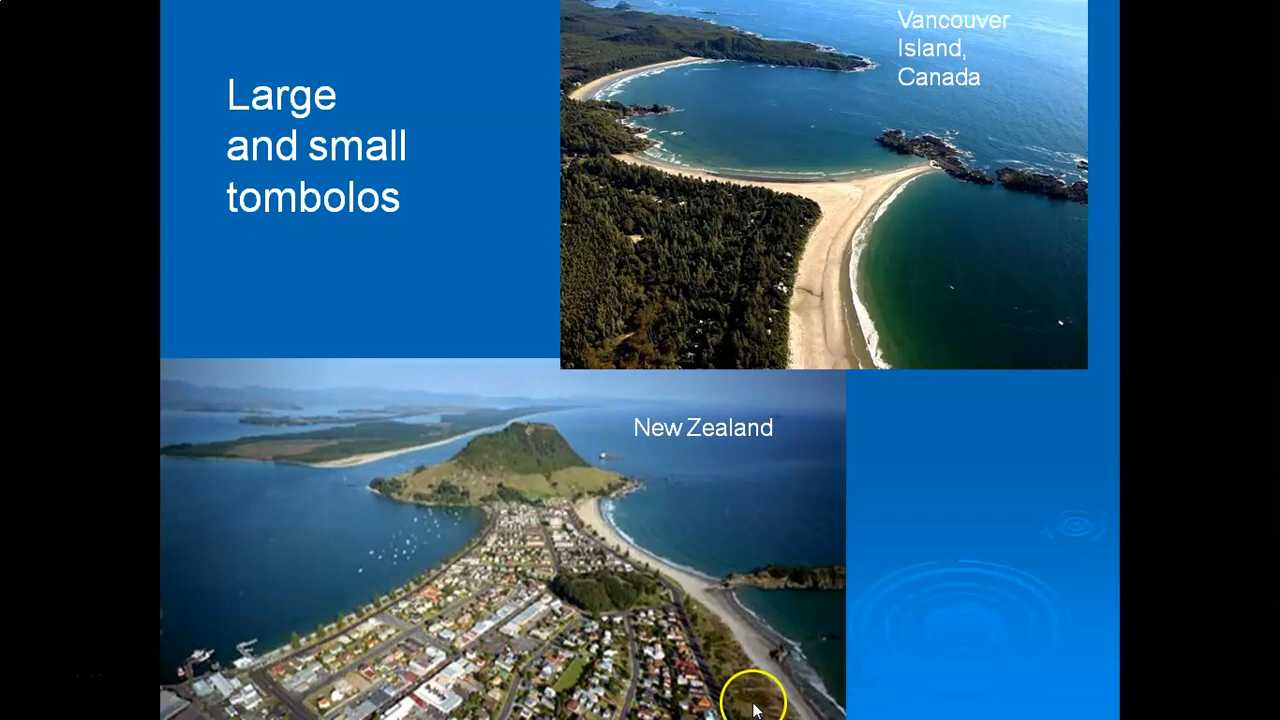 Large
and small
tombolos
Vancouver
Island,
Canada
New Zealand